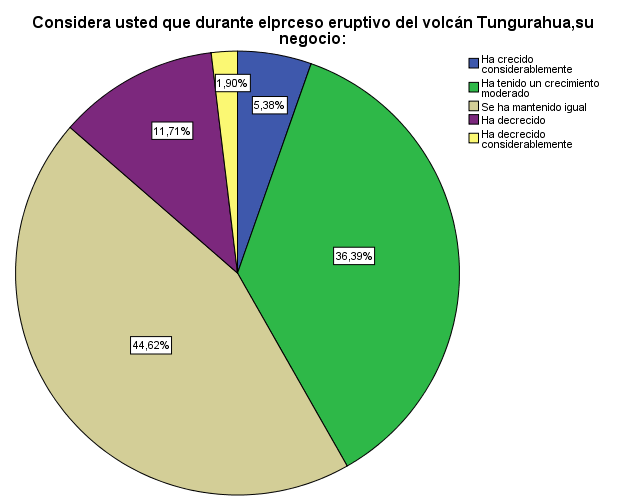 Considera usted que durante elprceso eruptivo del volcán Tungurahua,su
negocio:
Ha crecido
considerablemente
Ha tenido un crecimiento
moderado
Se ha mantenido igual
Ha decrecido
Ha decrecido
considerablemente
1,90%
5,38%
11,71%
36,39%
44,62%